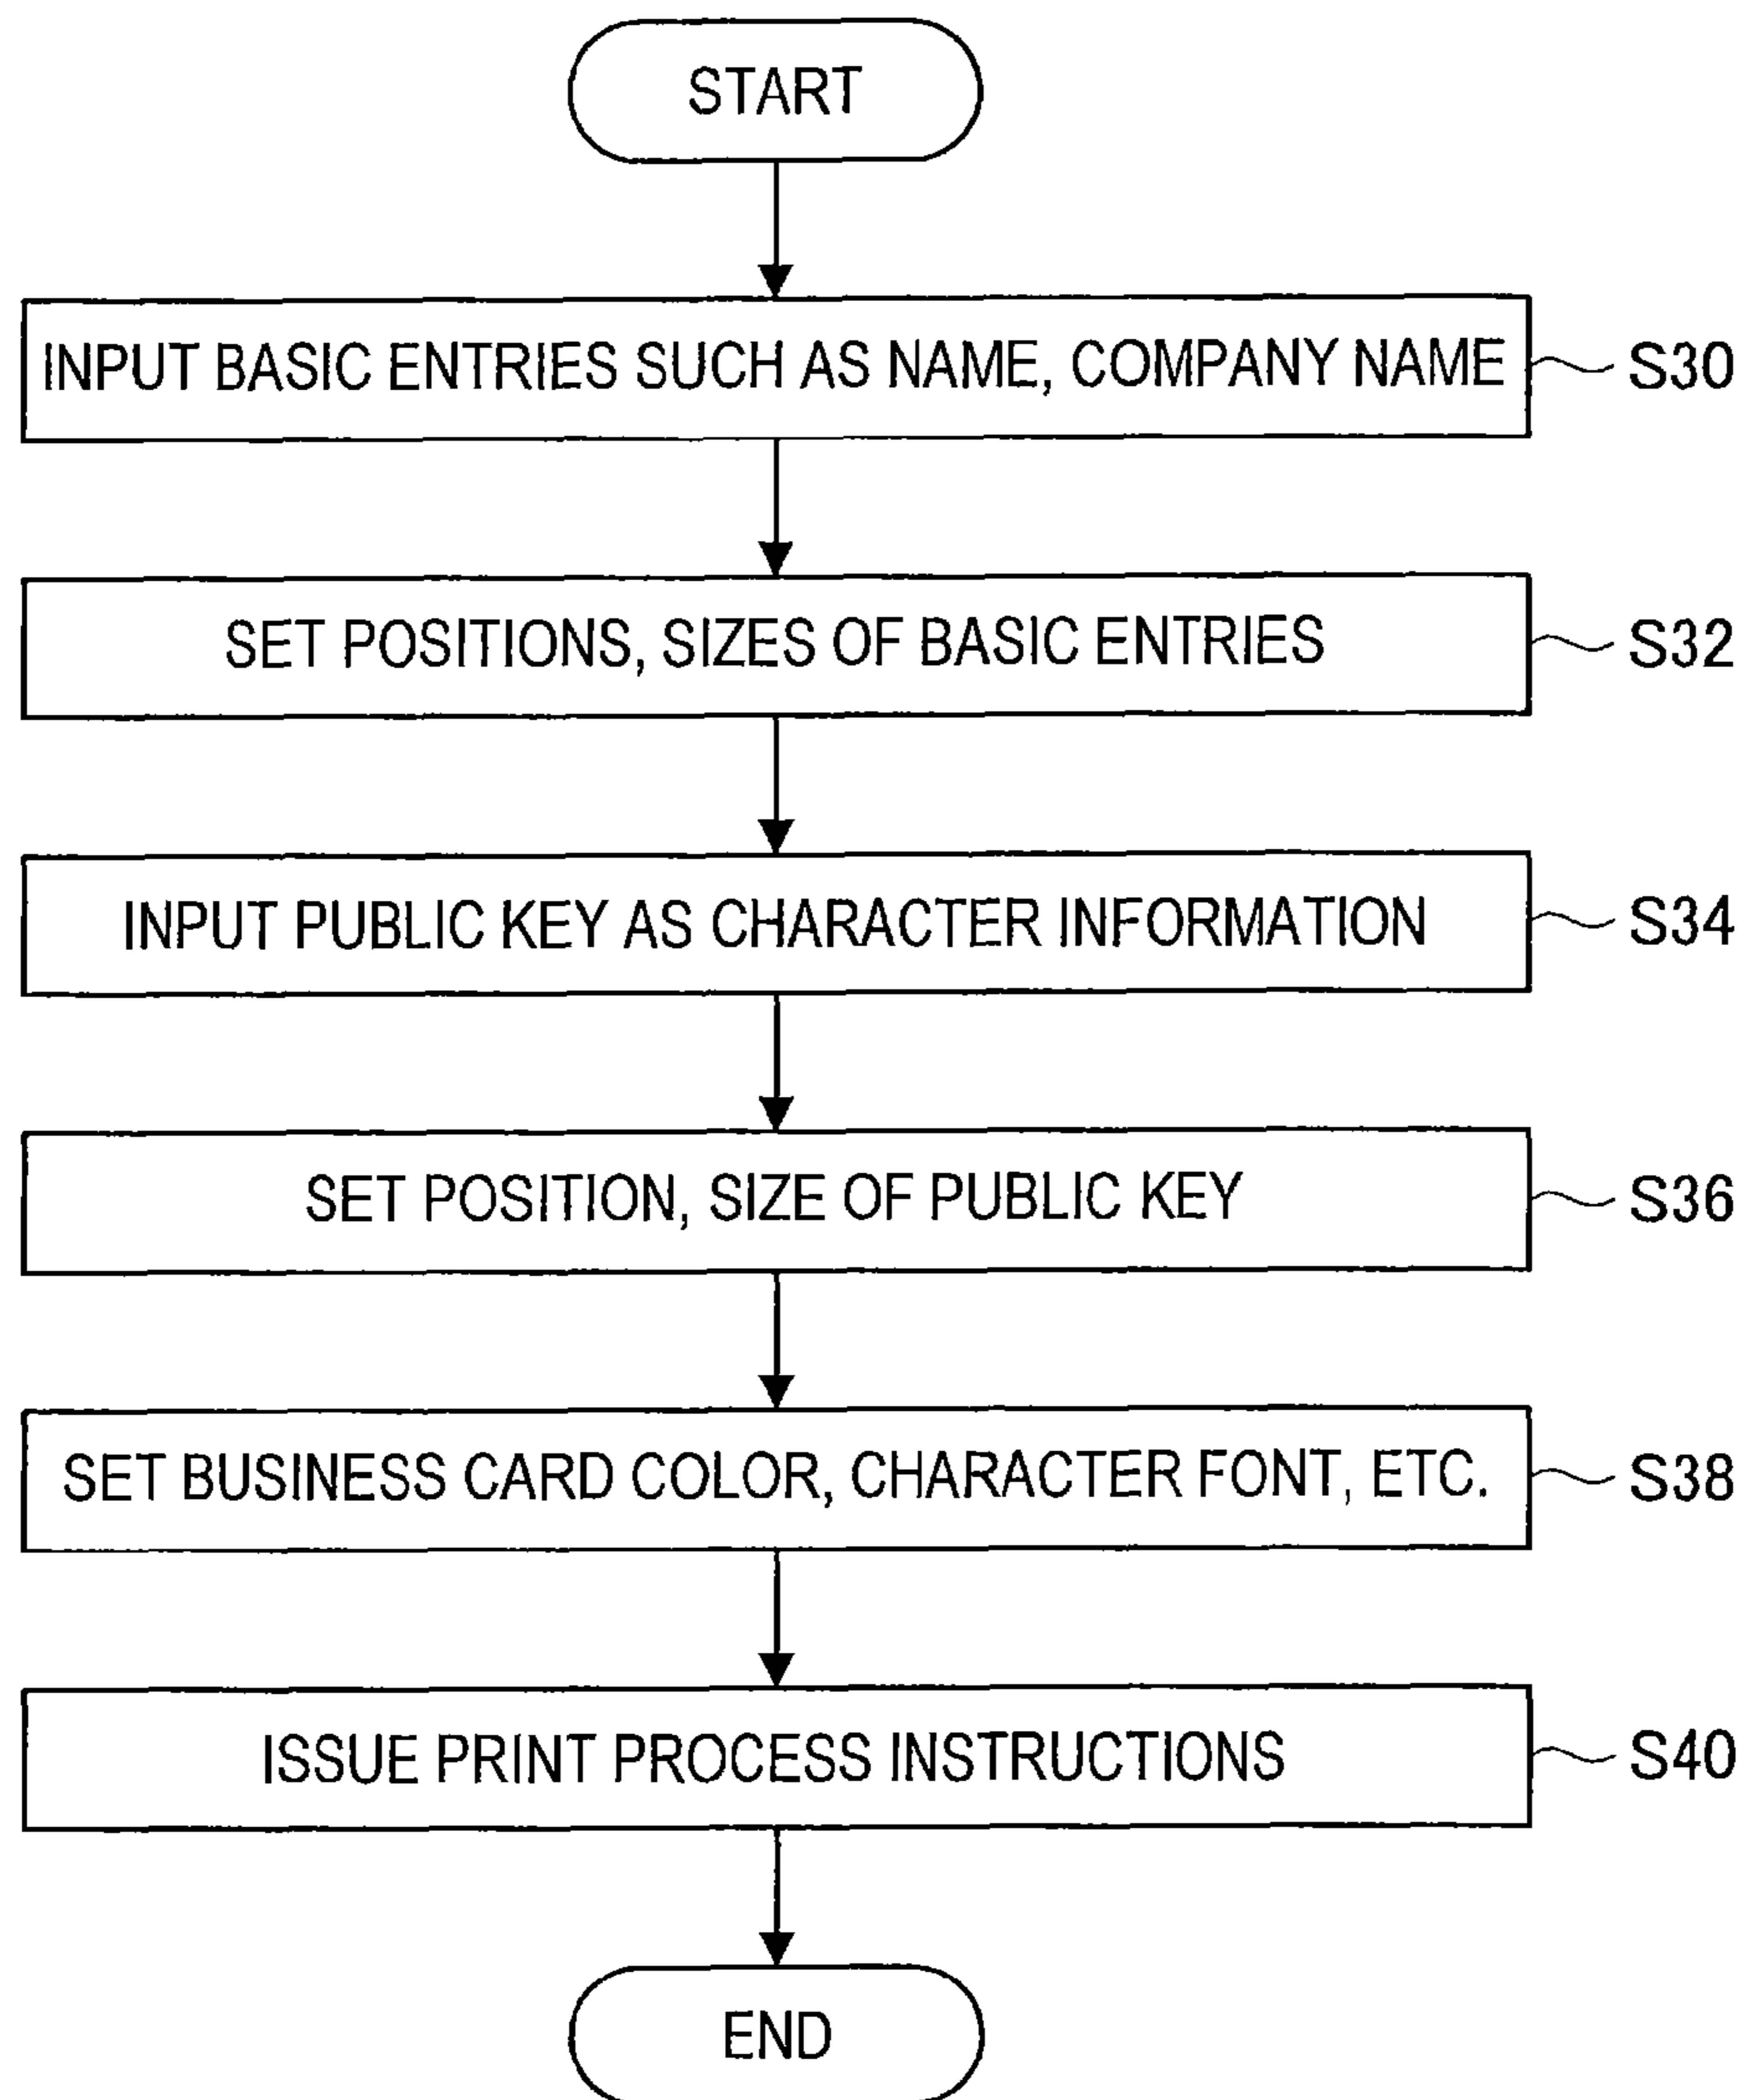 START
INPUT BASIC ENTRIES SUCH AS NAME, COMPANY NAME
S30
SET POSITIONS, SIZES OF BASIC ENTRIES
S32
INPUT PUBLIC KEY AS CHARACTER INFORMATION
S34
SET POSITION, SIZE OF PUBLIC KEY
S36
SET BUSINESS CARD COLOR, CHARACTER FONT, ETC.
S38
ISSUE PRINT PROCESS INSTRUCTIONS
S40
END